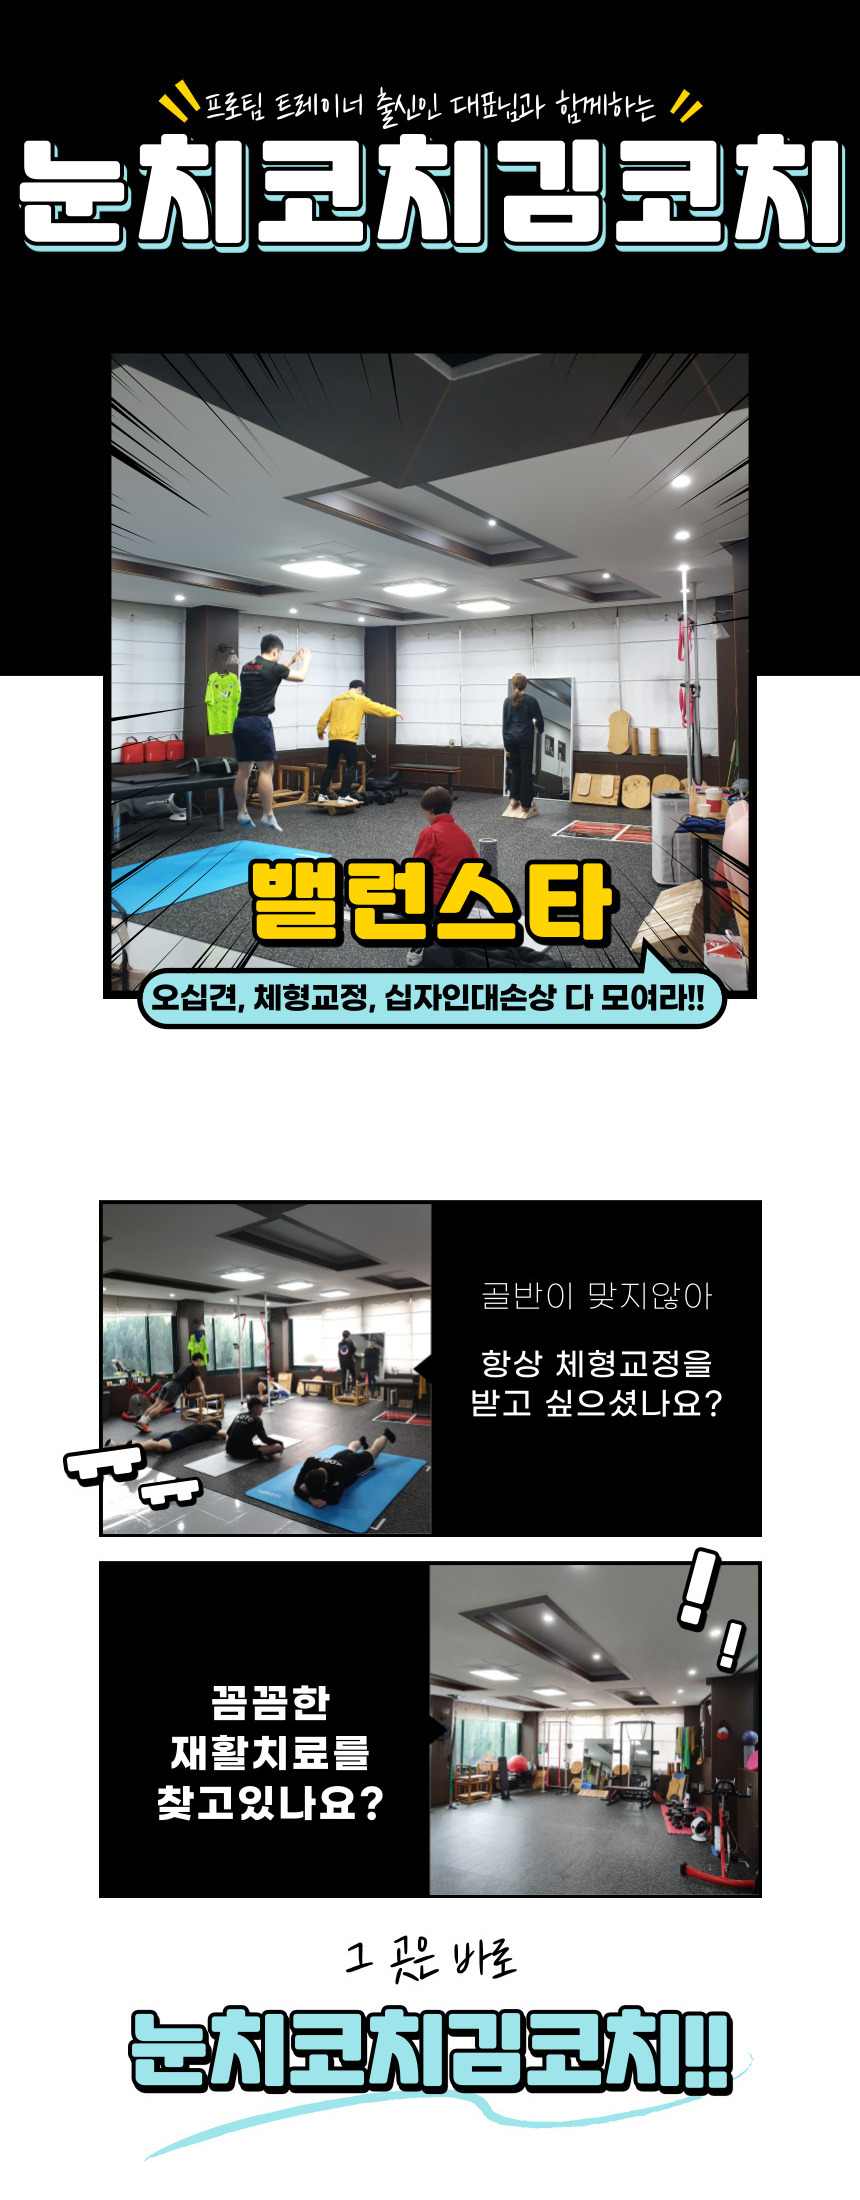 프로팀 트레이너 출신인 대표님과 함께하는
눈치코치김코치
밸런스타
오십견, 체형교정, 십자인대손상 다 모여라!!
골반이 맞지않아
항상 체형교정을
받고 싶으셨나요?
ㅠㅠ
!!
꼼꼼한
재활치료를
찾고있나요?
그 곳은 바로
눈치코치김코치!!